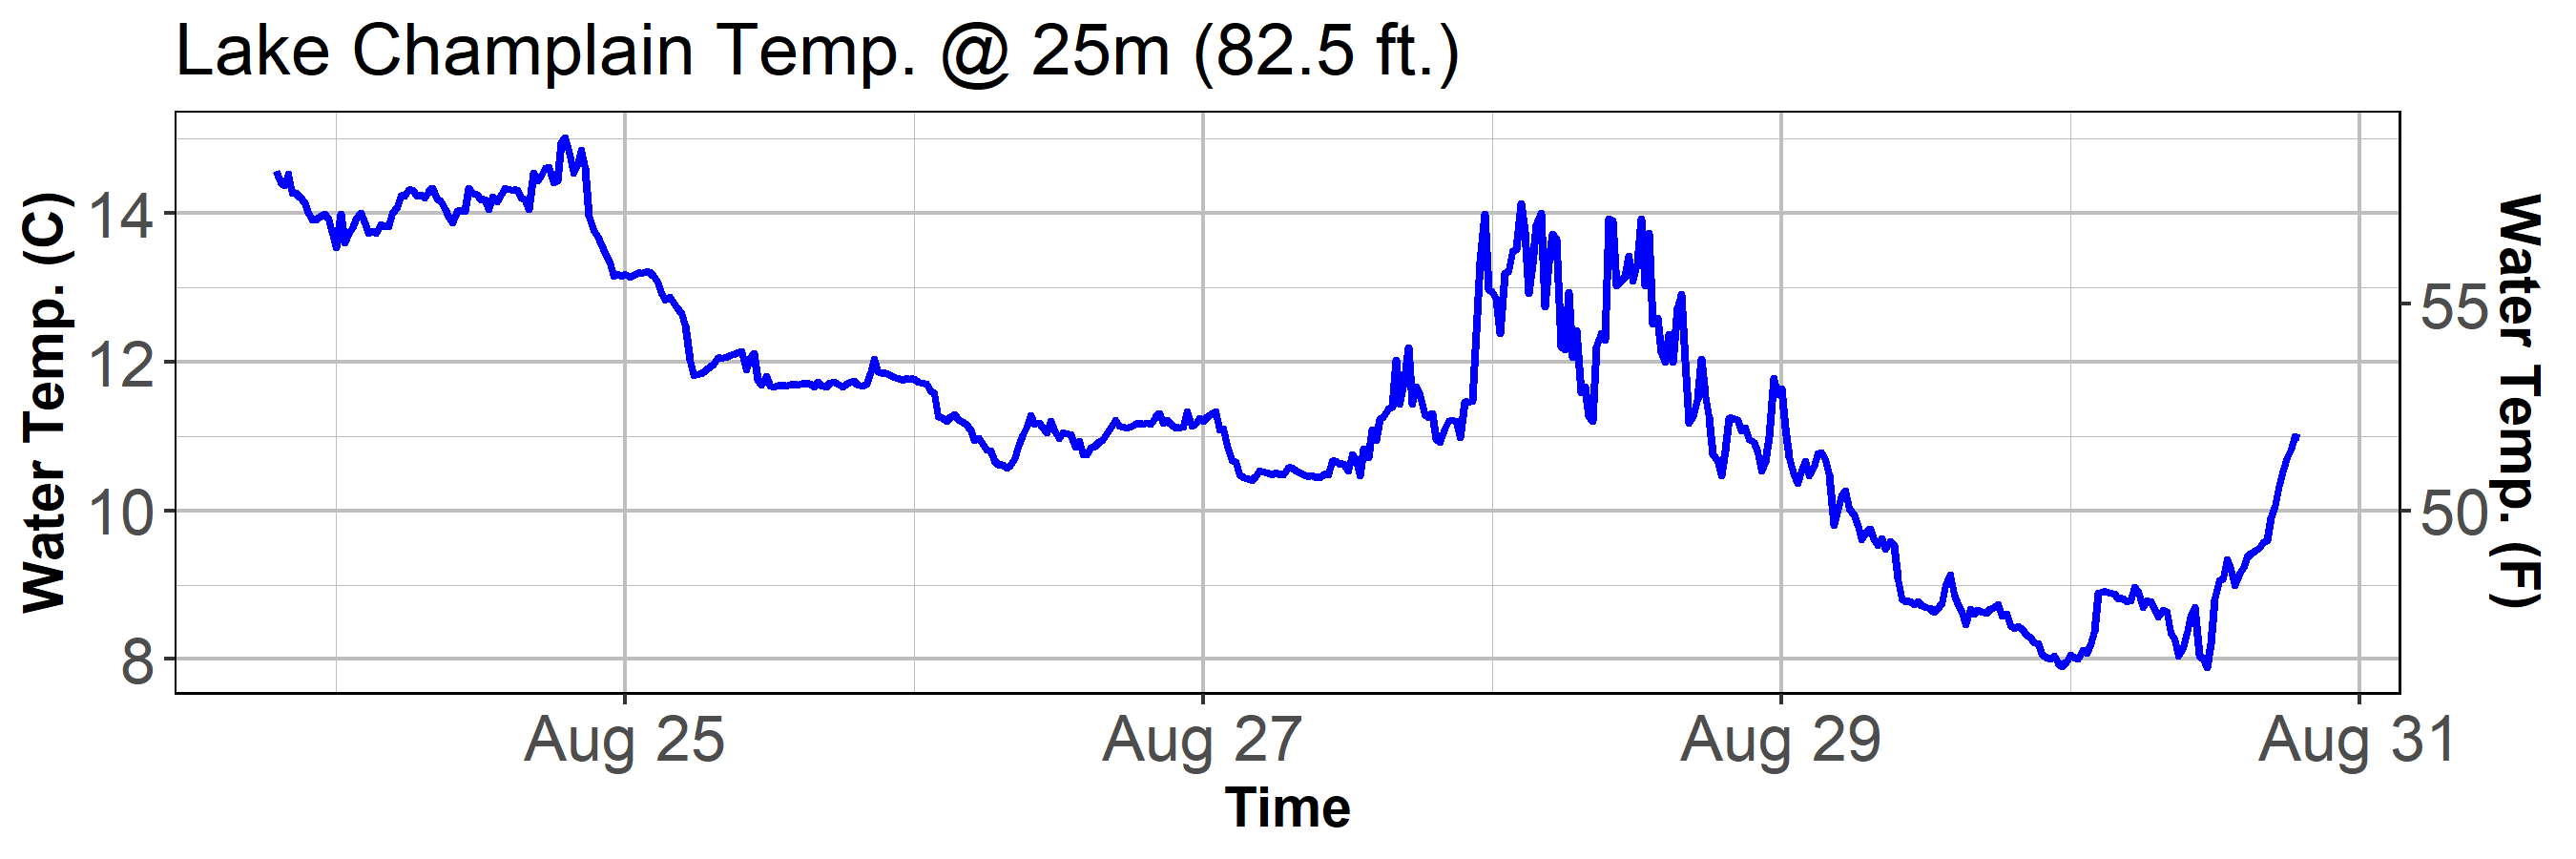 Lake Champlain Temp. @ 25m (82.5 ft.)
Water Temp. (C)
14
12
10
8
55
50
Water Temp. (F)
Aug 25 Aug 27 Aug 29 Aug 31
Time